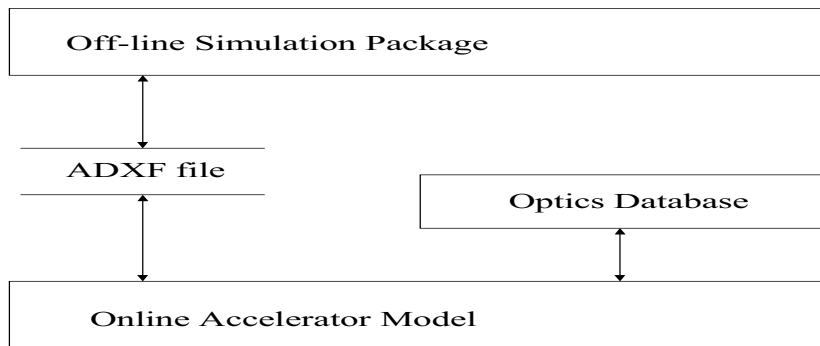 Off-line Simulation Package
ADXF file
Optics Database
Online Accelerator Model